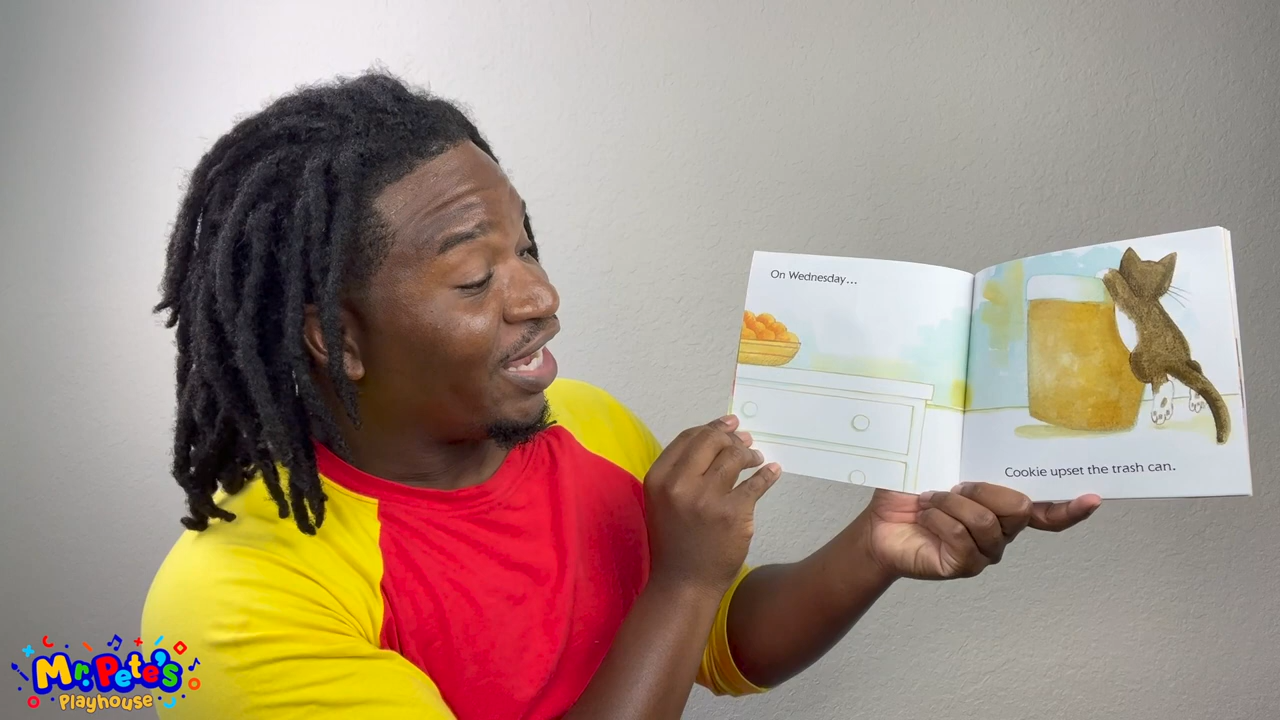 On Wednesday...
Cookie upset the trash can.
Mr. Pete's
Playhouse